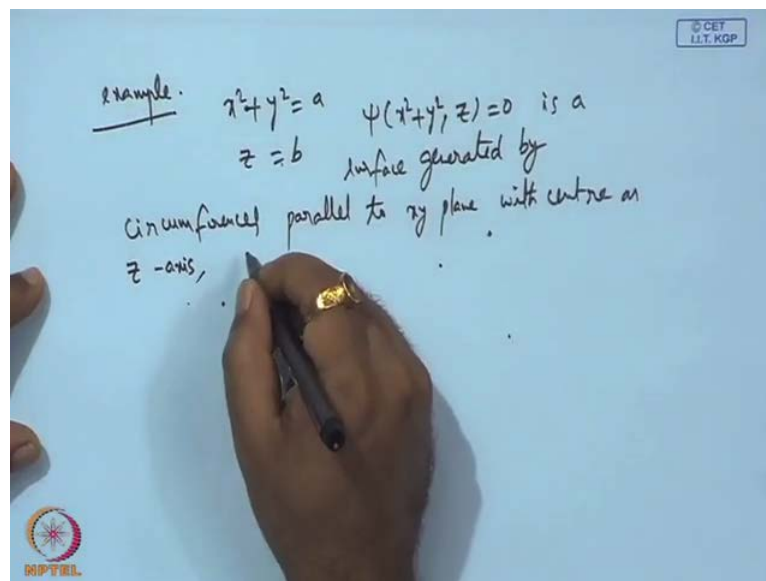 © CET
I.I.T. KGP
example. x²+y² = a ψ(x²+y², z) = 0 is a
z = b surface generated by
circumferences parallel to xy plane with centre on
z-axis,
NPTEL